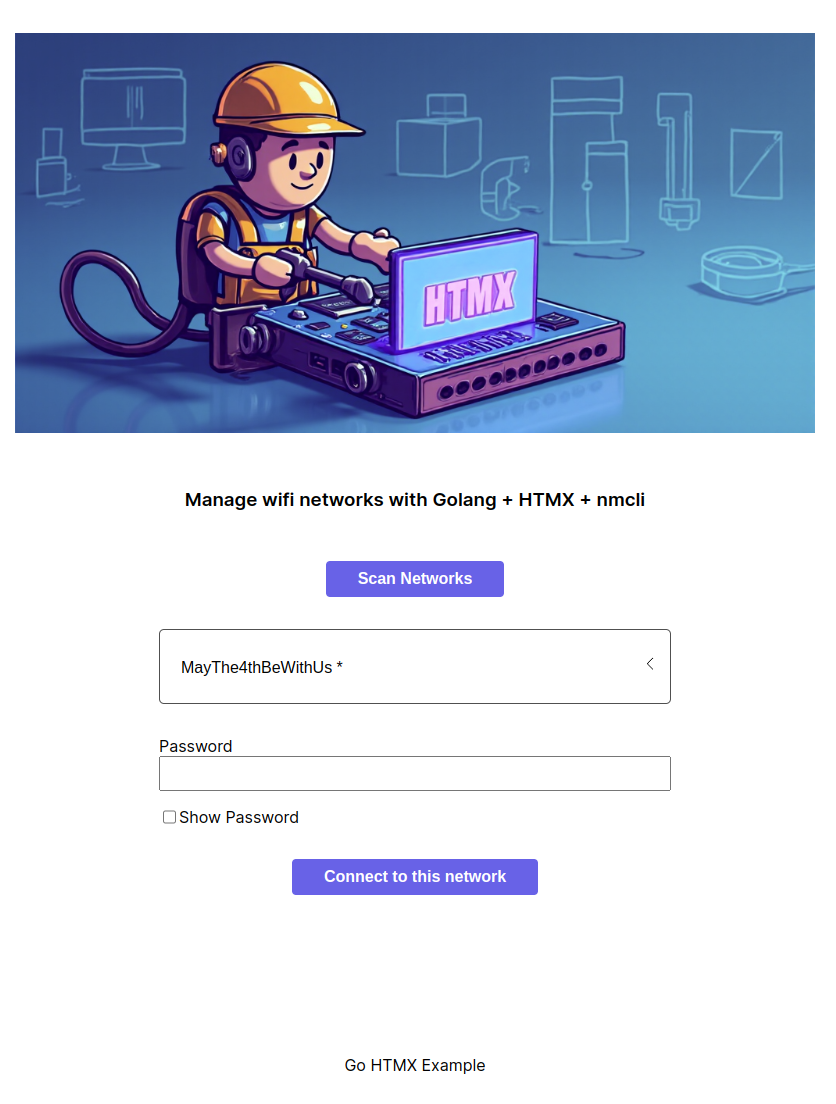 HTMX
Manage wifi networks with Golang + HTMX + nmcli
Scan Networks
MayThe4thBeWithUs *
Password
Show Password
Connect to this network
Go HTMX Example